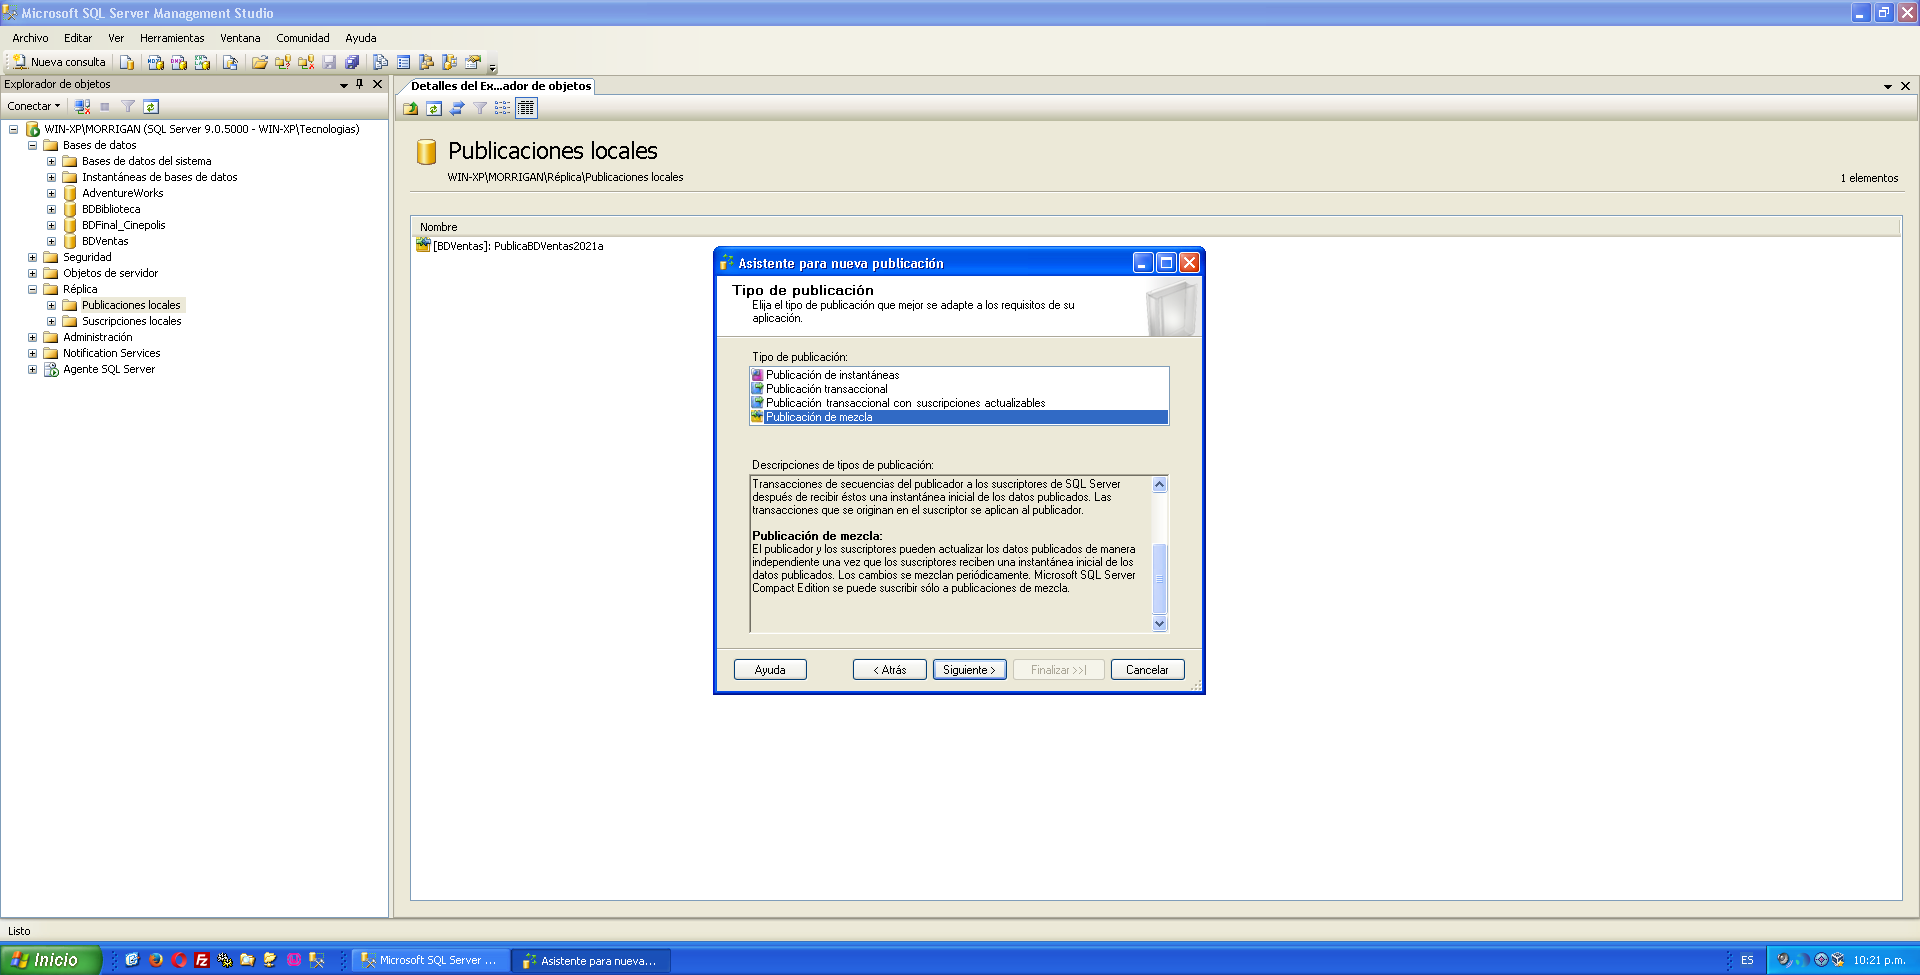 Microsoft SQL Server Management Studio
Archivo Editar Ver Herramientas Ventana Comunidad Ayuda
Nueva consulta
Explorador de objetos
Conectar
WIN-XP\MORRIGAN (SQL Server 9.0.5000 - WIN-XP\Tecnologias)
Bases de datos
Bases de datos del sistema
Instantáneas de bases de datos
AdventureWorks
BDBiblioteca
BDFinal_Cinepolis
BDVentas
Seguridad
Objetos de servidor
Réplica
Publicaciones locales
Suscripciones locales
Administración
Notification Services
Agente SQL Server
Detalles del Ex...ador de objetos
Publicaciones locales
WIN-XP\MORRIGAN\Réplica\Publicaciones locales
1 elementos
Nombre
[BDVentas]: PublicaBDVentas2021a
Asistente para nueva publicación
Tipo de publicación
Elija el tipo de publicación que mejor se adapte a los requisitos de su
aplicación.
Tipo de publicación:
Publicación de instantáneas
Publicación transaccional
Publicación transaccional con suscripciones actualizables
Publicación de mezcla
Descripciones de tipos de publicación:
Transacciones de secuencias del publicador a los suscriptores de SQL Server
después de recibir éstos una instantánea inicial de los datos publicados. Las
transacciones que se originan en el suscriptor se aplican al publicador.
Publicación de mezcla:
El publicador y los suscriptores pueden actualizar los datos publicados de manera
independiente una vez que los suscriptores reciben una instantánea inicial de los
datos publicados. Los cambios se mezclan periódicamente. Microsoft SQL Server
Compact Edition se puede suscribir sólo a publicaciones de mezcla.
Ayuda < Atrás Siguiente > Finalizar >>| Cancelar
Listo
Inicio
Microsoft SQL Server ...
Asistente para nueva...
ES
10:21 p.m.